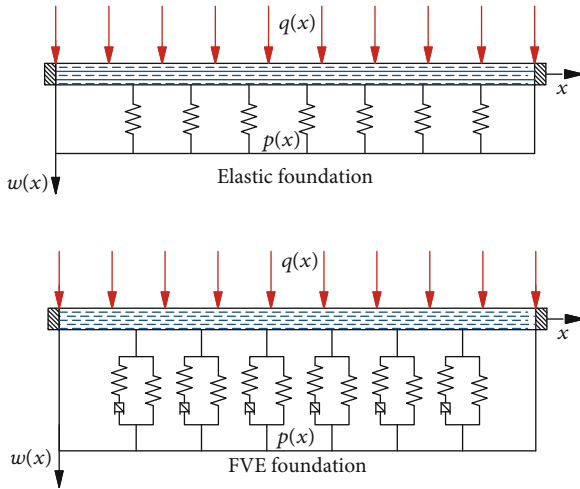 q(x)
x
p(x)
w(x)
Elastic foundation
q(x)
x
p(x)
w(x)
FVE foundation